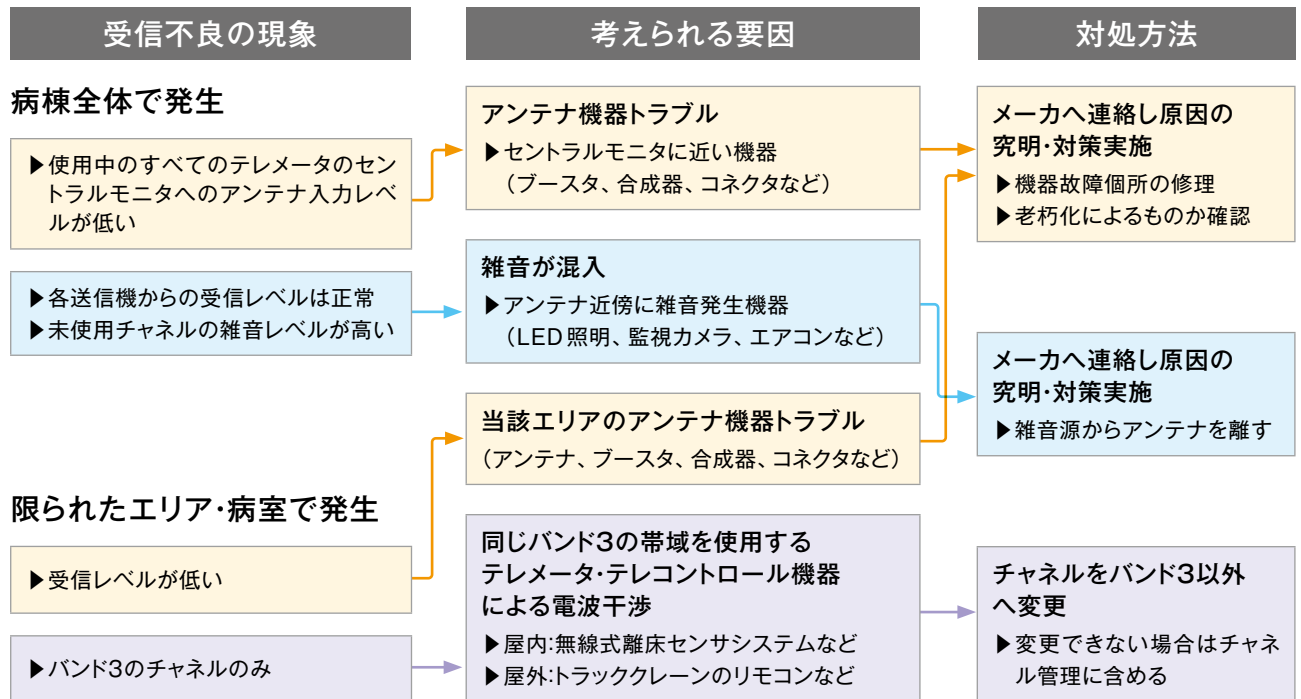 受信不良の現象
考えられる要因
対処方法
病棟全体で発生
▶使用中のすべてのテレメータのセン
トラルモニタへのアンテナ入力レベ
ルが低い
▶各送信機からの受信レベルは正常
▶未使用チャネルの雑音レベルが高い
限られたエリア・病室で発生
▶受信レベルが低い
▶バンド3のチャネルのみ
アンテナ機器トラブル
▶セントラルモニタに近い機器
（ブースタ、合成器、コネクタなど）
雑音が混入
▶アンテナ近傍に雑音発生機器
（LED照明、監視カメラ、エアコンなど）
当該エリアのアンテナ機器トラブル
（アンテナ、ブースタ、合成器、コネクタなど）
同じバンド3の帯域を使用する
テレメータ・テレコントロール機器
による電波干渉
▶屋内:無線式離床センサシステムなど
▶屋外:トラッククレーンのリモコンなど
メーカへ連絡し原因の
究明・対策実施
▶機器故障個所の修理
▶老朽化によるものか確認
メーカへ連絡し原因の
究明・対策実施
▶雑音源からアンテナを離す
チャネルをバンド3以外
へ変更
▶変更できない場合はチャネ
ル管理に含める